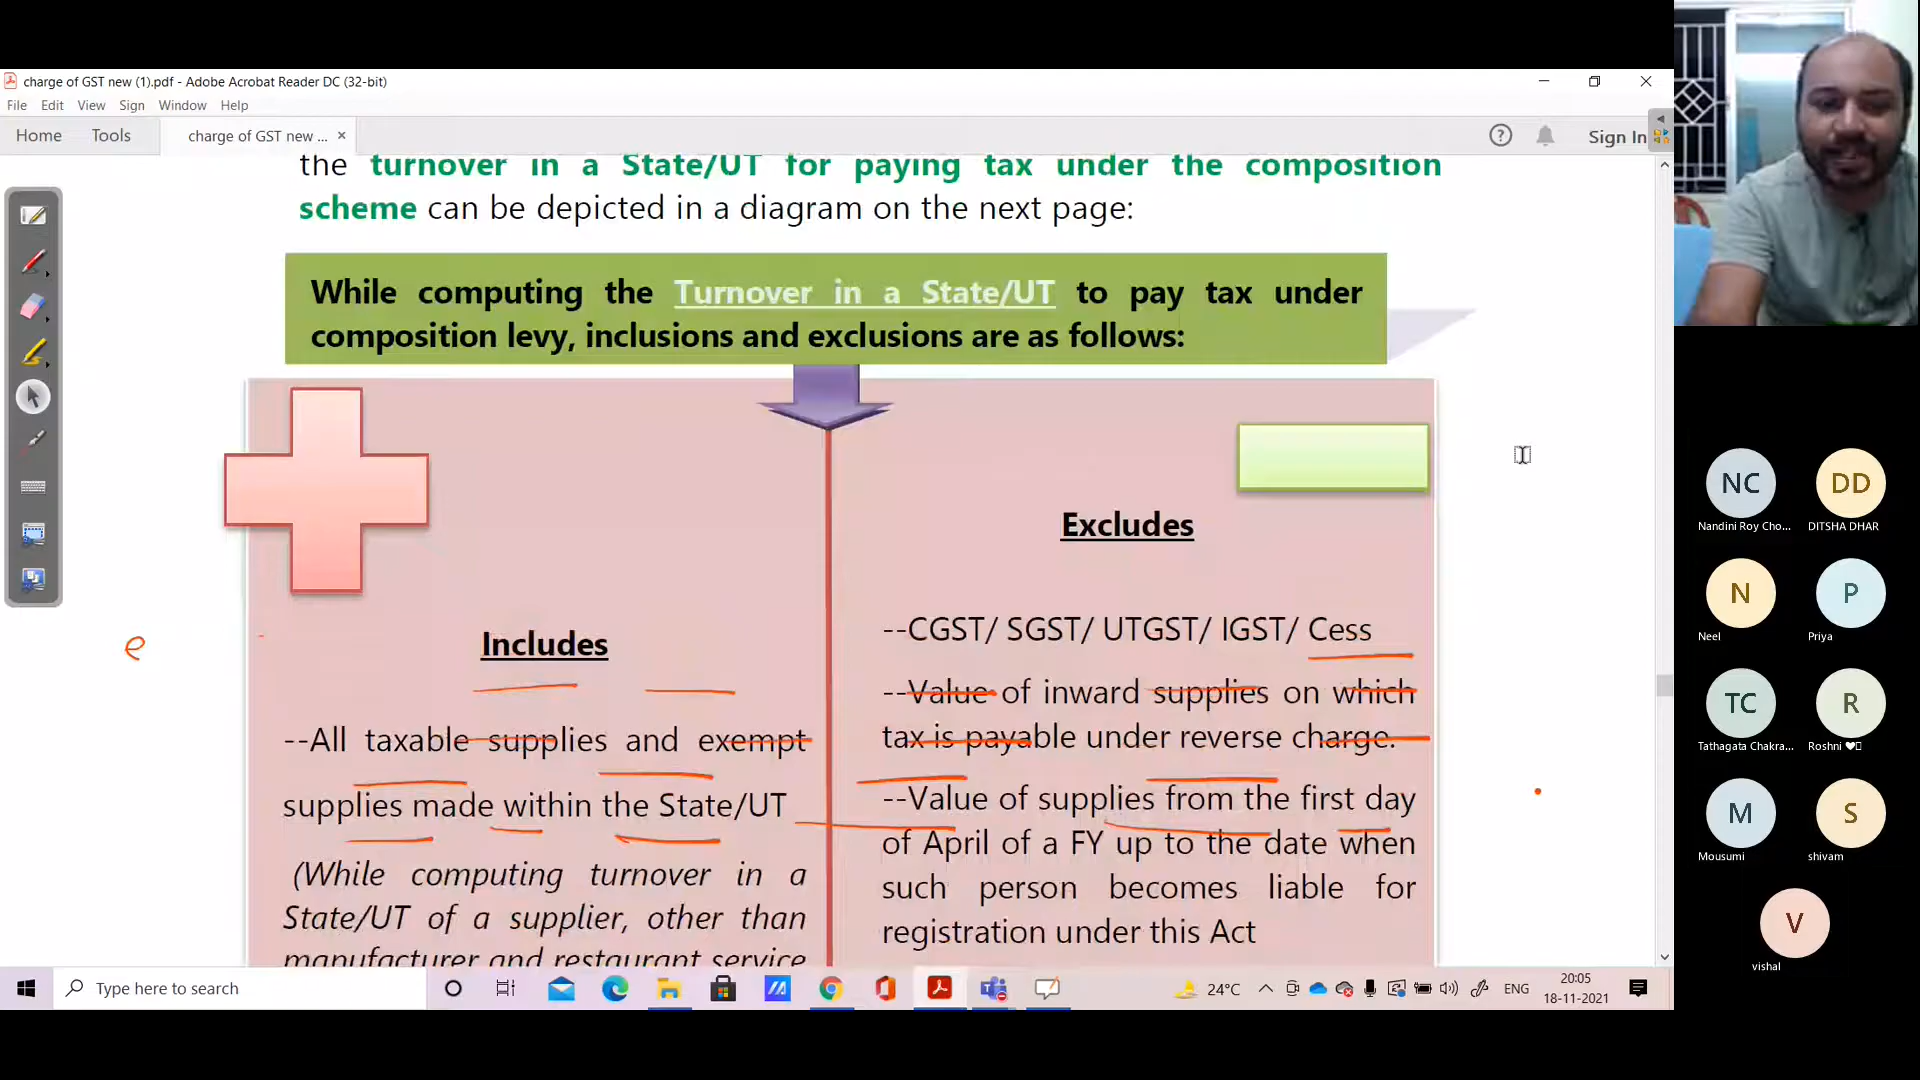 charge of GST new (1).pdf - Adobe Acrobat Reader DC (32-bit)
File Edit View Sign Window Help
Home Tools charge of GST new ... × Sign In
the turnover in a State/UT for paying tax under the composition
scheme can be depicted in a diagram on the next page:
While computing the Turnover in a State/UT to pay tax under
composition levy, inclusions and exclusions are as follows:
Includes
--All taxable supplies and exempt
supplies made within the State/UT
(While computing turnover in a
State/UT of a supplier, other than
manufacturer and restaurant service
Excludes
--CGST/ SGST/ UTGST/ IGST/ Cess
--Value of inward supplies on which
tax is payable under reverse charge.
--Value of supplies from the first day
of April of a FY up to the date when
such person becomes liable for
registration under this Act
e
NC DD
Nandini Roy Cho... DITSHA DHAR
N P
Neel Priya
TC R
Tathagata Chakra... Roshni ❤
M S
Mousumi shivam
V
vishal
Type here to search
24°C ENG
20:05
18-11-2021